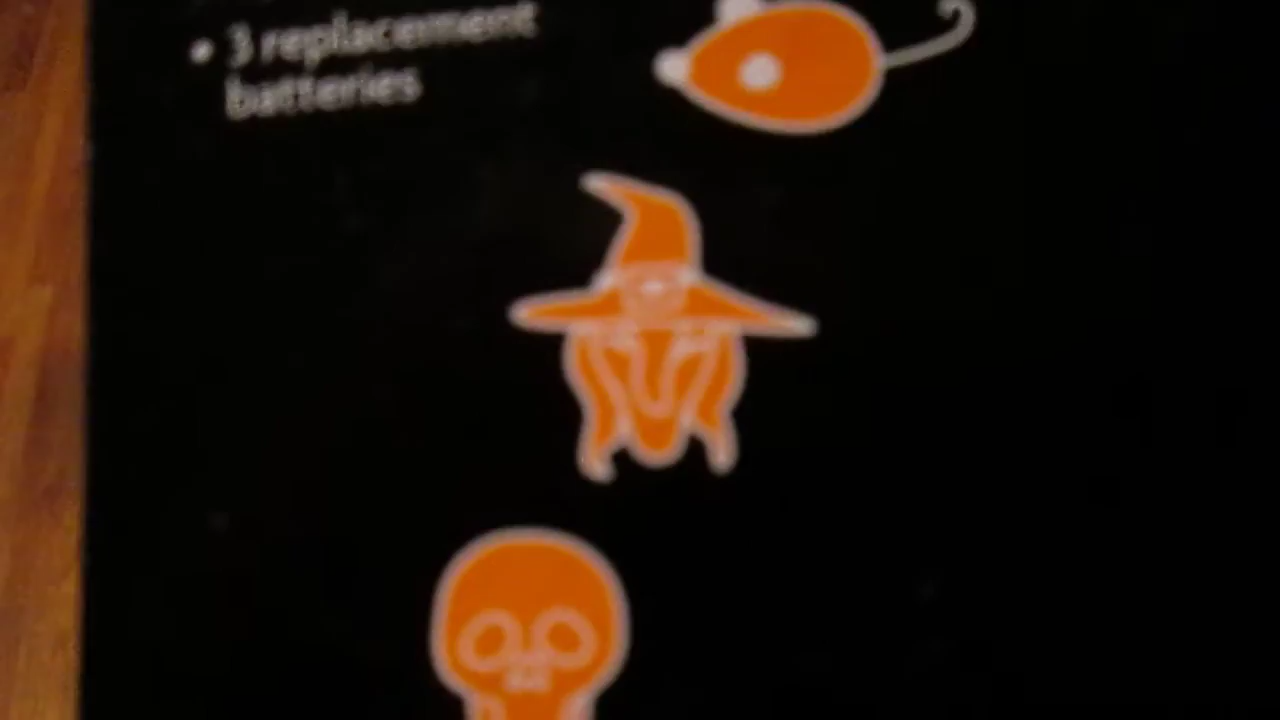 • 3 replacement
batteries